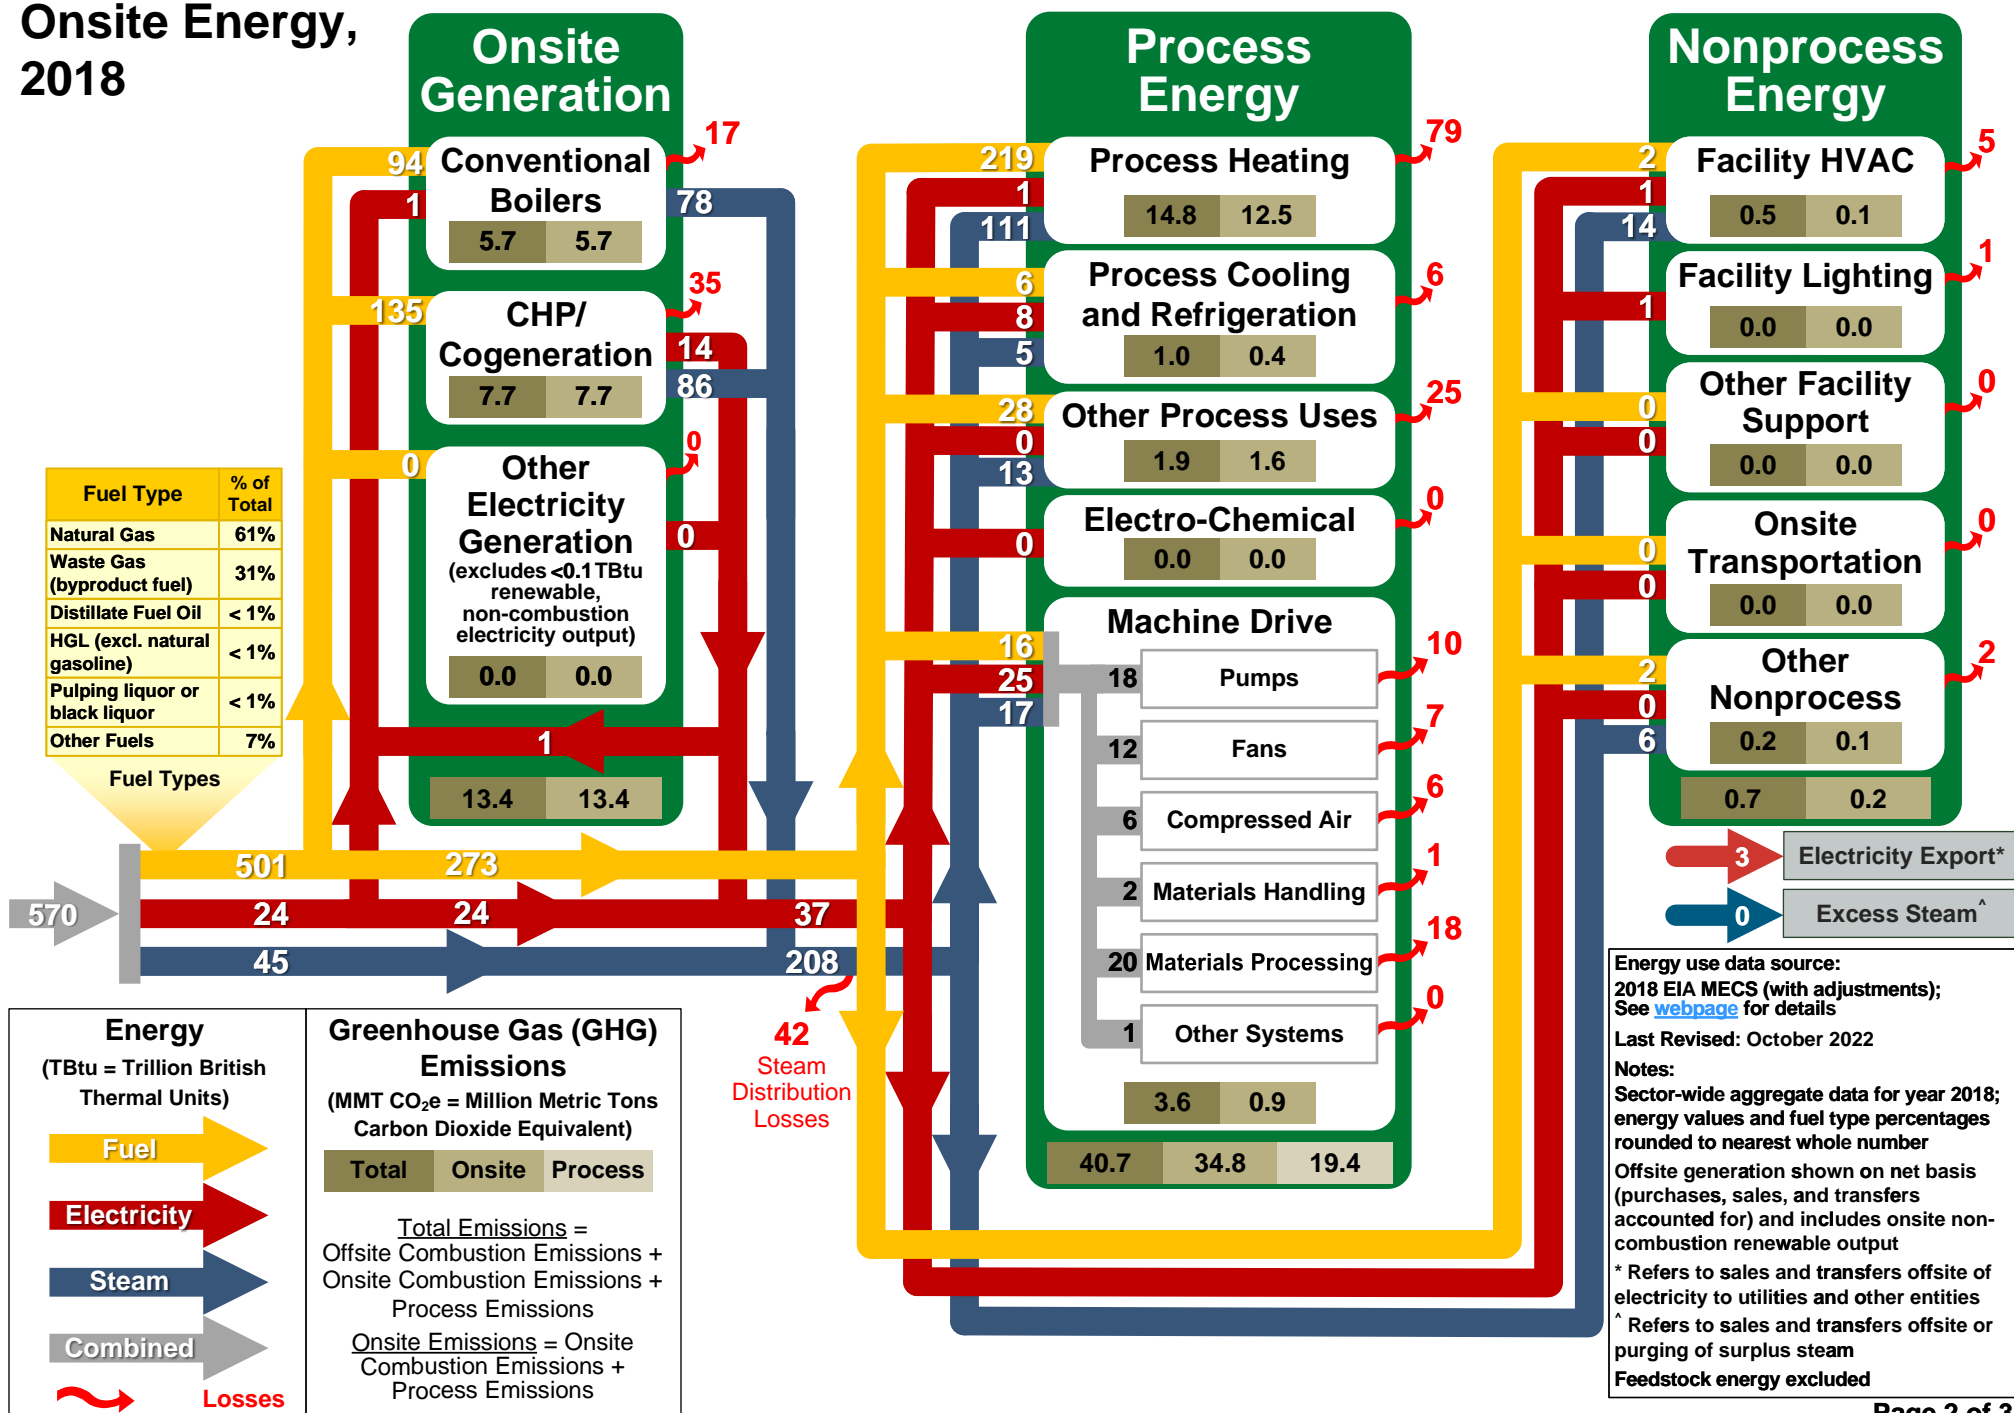 Onsite Energy,
2018
Onsite
Generation
94
1
Conventional
Boilers
5.7 5.7
17
78
135
CHP/
Cogeneration
7.7 7.7
35
14
86
0
Other
Electricity
Generation
(excludes <0.1 TBtu
renewable,
non-combustion
electricity output)
0.0 0.0
0
0
1
13.4 13.4
Fuel Type % of
Total
Natural Gas 61%
Waste Gas
(byproduct fuel) 31%
Distillate Fuel Oil < 1%
HGL (excl. natural
gasoline) < 1%
Pulping liquor or
black liquor < 1%
Other Fuels 7%
Fuel Types
570
501 273
24 24 37
45 208
42
Steam
Distribution
Losses
Process
Energy
219
1
111
Process Heating
14.8 12.5
79
6
8
5
Process Cooling
and Refrigeration
1.0 0.4
6
28
0
13
Other Process Uses
1.9 1.6
25
0
Electro-Chemical
0.0 0.0
0
Machine Drive
16
25
17
18 Pumps 10
12 Fans 7
6 Compressed Air 6
2 Materials Handling 1
20 Materials Processing 18
1 Other Systems 0
3.6 0.9
40.7 34.8 19.4
Nonprocess
Energy
2
1
14
Facility HVAC
0.5 0.1
5
1
Facility Lighting
0.0 0.0
1
0
0
Other Facility
Support
0.0 0.0
0
0
0
Onsite
Transportation
0.0 0.0
0
2
0
6
Other
Nonprocess
0.2 0.1
2
0.7 0.2
3 Electricity Export*
0 Excess Steam^
Energy
(TBtu = Trillion British
Thermal Units)
Fuel
Electricity
Steam
Combined
Losses
Greenhouse Gas (GHG)
Emissions
(MMT CO₂e = Million Metric Tons
Carbon Dioxide Equivalent)
Total Onsite Process
Total Emissions =
Offsite Combustion Emissions +
Onsite Combustion Emissions +
Process Emissions
Onsite Emissions = Onsite
Combustion Emissions +
Process Emissions
Energy use data source:
2018 EIA MECS (with adjustments);
See webpage for details
Last Revised: October 2022
Notes:
Sector-wide aggregate data for year 2018;
energy values and fuel type percentages
rounded to nearest whole number
Offsite generation shown on net basis
(purchases, sales, and transfers
accounted for) and includes onsite non-
combustion renewable output
* Refers to sales and transfers offsite of
electricity to utilities and other entities
^ Refers to sales and transfers offsite or
purging of surplus steam
Feedstock energy excluded
Page 2 of 3